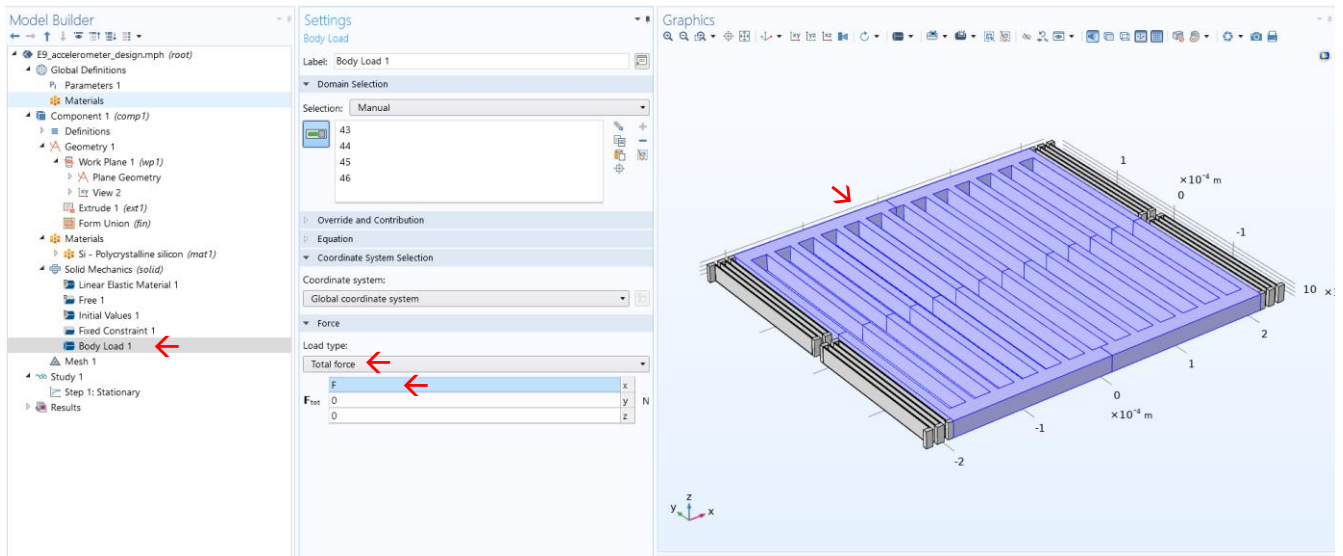 Model Builder
E9_accelerometer_design.mph (root)
Global Definitions
Pi Parameters 1
Materials
Component 1 (comp1)
Definitions
Geometry 1
Work Plane 1 (wp1)
Plane Geometry
View 2
Extrude 1 (ext1)
Form Union (fin)
Materials
Si - Polycrystalline silicon (mat1)
Solid Mechanics (solid)
Linear Elastic Material 1
Free 1
Initial Values 1
Fixed Constraint 1
Body Load 1
Mesh 1
Study 1
Step 1: Stationary
Results
Settings
Body Load
Label: Body Load 1
Domain Selection
Selection: Manual
43
44
45
46
Override and Contribution
Equation
Coordinate System Selection
Coordinate system:
Global coordinate system
Force
Load type:
Total force
F x
Ftot 0 y N
0 z
Graphics
1
×10⁻⁴ m
0
-1
10 ×1
2
1
0
×10⁻⁴ m
-1
-2
z
y x